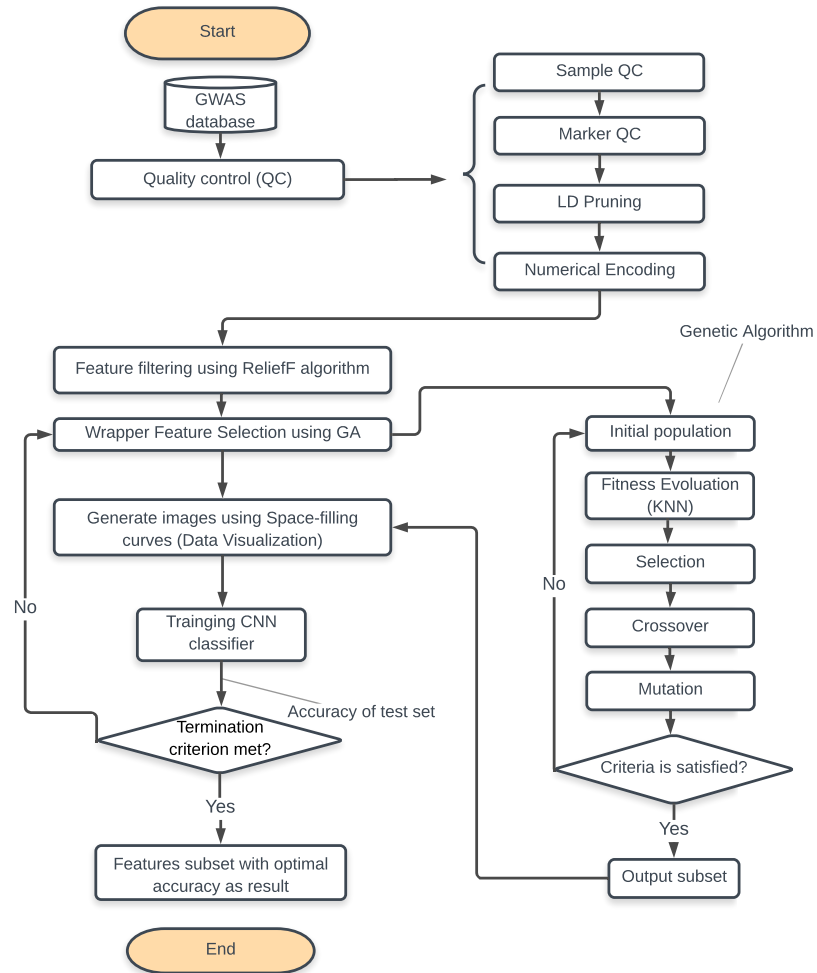 Start
GWAS
database
Quality control (QC)
Sample QC
Marker QC
LD Pruning
Numerical Encoding
Feature filtering using ReliefF algorithm
Wrapper Feature Selection using GA
Generate images using Space-filling
curves (Data Visualization)
No
Trainging CNN
classifier
Accuracy of test set
Termination
criterion met?
Yes
Features subset with optimal
accuracy as result
End
Genetic Algorithm
Initial population
Fitness Evoluation
(KNN)
Selection
No
Crossover
Mutation
Criteria is satisfied?
Yes
Output subset